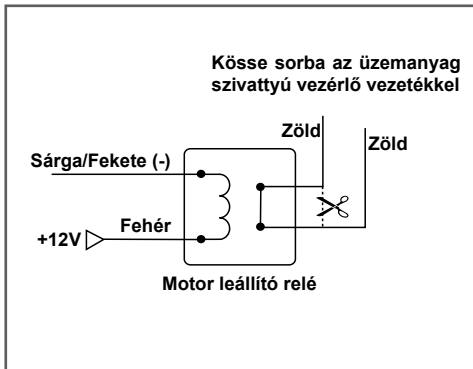 Kösse sorba az üzemanyag
szivattyú vezérlő vezetékkel
Zöld
Zöld
Sárga/Fekete (-)
Fehér
+12V
Motor leállító relé